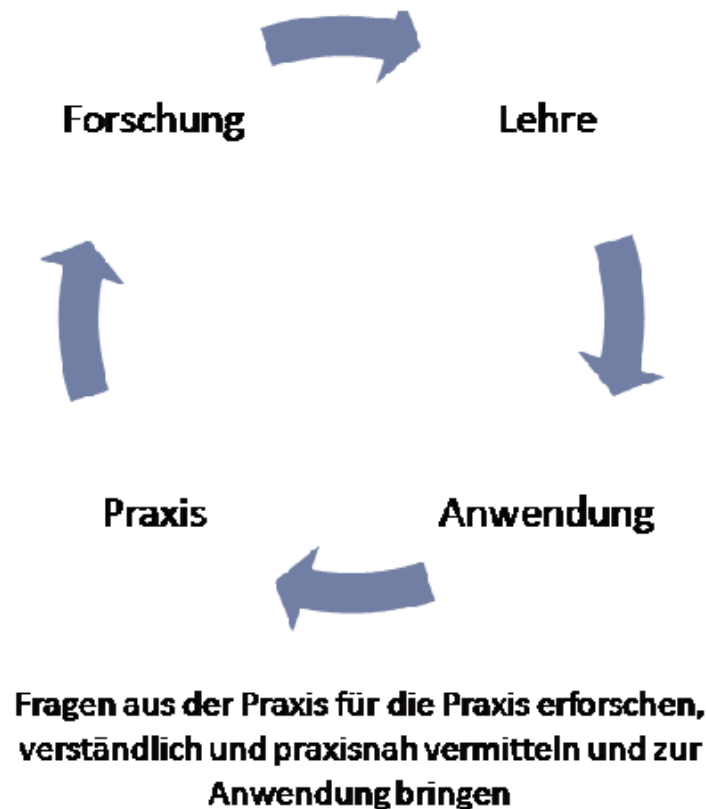 Forschung
Lehre
Praxis
Anwendung
Fragen aus der Praxis für die Praxis erforschen,
verständlich und praxisnah vermitteln und zur
Anwendung bringen